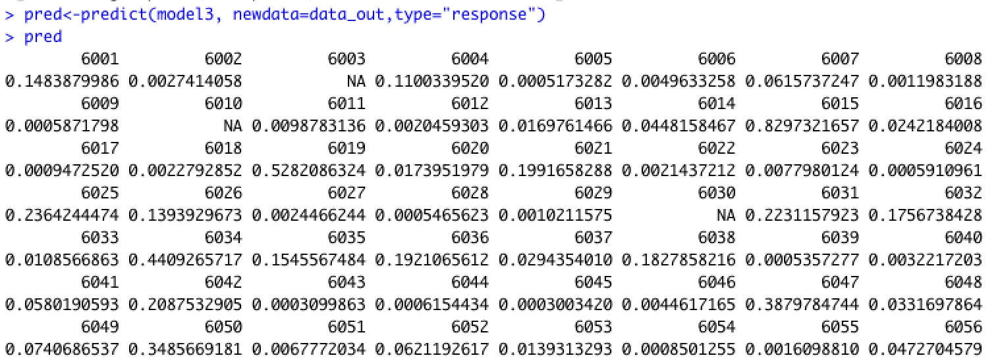 > pred<-predict(model3, newdata=data_out,type="response")
> pred
6001 6002 6003 6004 6005 6006 6007 6008
0.1483879986 0.0027414058 NA 0.1100339520 0.0005173282 0.0049633258 0.0615737247 0.0011983188
6009 6010 6011 6012 6013 6014 6015 6016
0.0005871798 NA 0.0098783136 0.0020459303 0.0169761466 0.0448158467 0.8297321657 0.0242184008
6017 6018 6019 6020 6021 6022 6023 6024
0.0009472520 0.0022792852 0.5282086324 0.0173951979 0.1991658288 0.0021437212 0.0077980124 0.0005910961
6025 6026 6027 6028 6029 6030 6031 6032
0.2364244474 0.1393929673 0.0024466244 0.0005465623 0.0010211575 NA 0.2231157923 0.1756738428
6033 6034 6035 6036 6037 6038 6039 6040
0.0108566863 0.4409265717 0.1545567484 0.1921065612 0.0294354010 0.1827858216 0.0005357277 0.0032217203
6041 6042 6043 6044 6045 6046 6047 6048
0.0580190593 0.2087532905 0.0003099863 0.0006154434 0.0003003420 0.0044617165 0.3879784744 0.0331697864
6049 6050 6051 6052 6053 6054 6055 6056
0.0740686537 0.3485669181 0.0067772034 0.0621192617 0.0139313293 0.0008501255 0.0016098810 0.0472704579